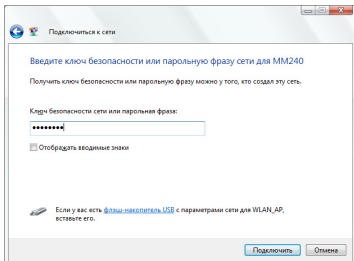 Подключиться к сети
Введите ключ безопасности или парольную фразу сети для MM240
Получить ключ безопасности или парольную фразу можно у того, кто создал эту сеть.
Ключ безопасности сети или парольная фраза:
••••••••
Отображать вводимые знаки
Если у вас есть флэш-накопитель USB с параметрами сети для WLAN_AP,
вставьте его.
Подключить Отмена